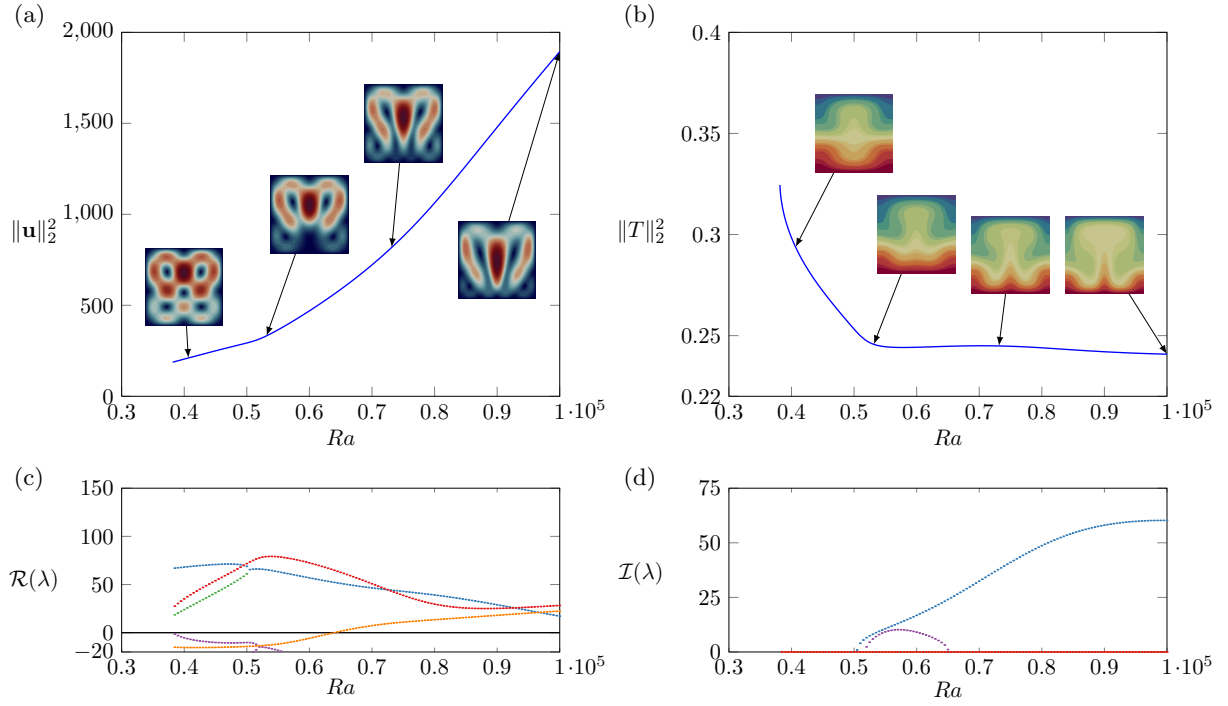 (a)
2,000
1,500
1,000
500
0
‖u‖₂²
0.3 0.4 0.5 0.6 0.7 0.8 0.9 1 ·10⁵
Ra
(b)
0.4
0.35
0.3
0.25
0.22
‖T‖₂²
0.3 0.4 0.5 0.6 0.7 0.8 0.9 1 ·10⁵
Ra
(c)
150
100
50
0
−20
ℛ(λ)
0.3 0.4 0.5 0.6 0.7 0.8 0.9 1 ·10⁵
Ra
(d)
75
50
25
0
ℐ(λ)
0.3 0.4 0.5 0.6 0.7 0.8 0.9 1 ·10⁵
Ra